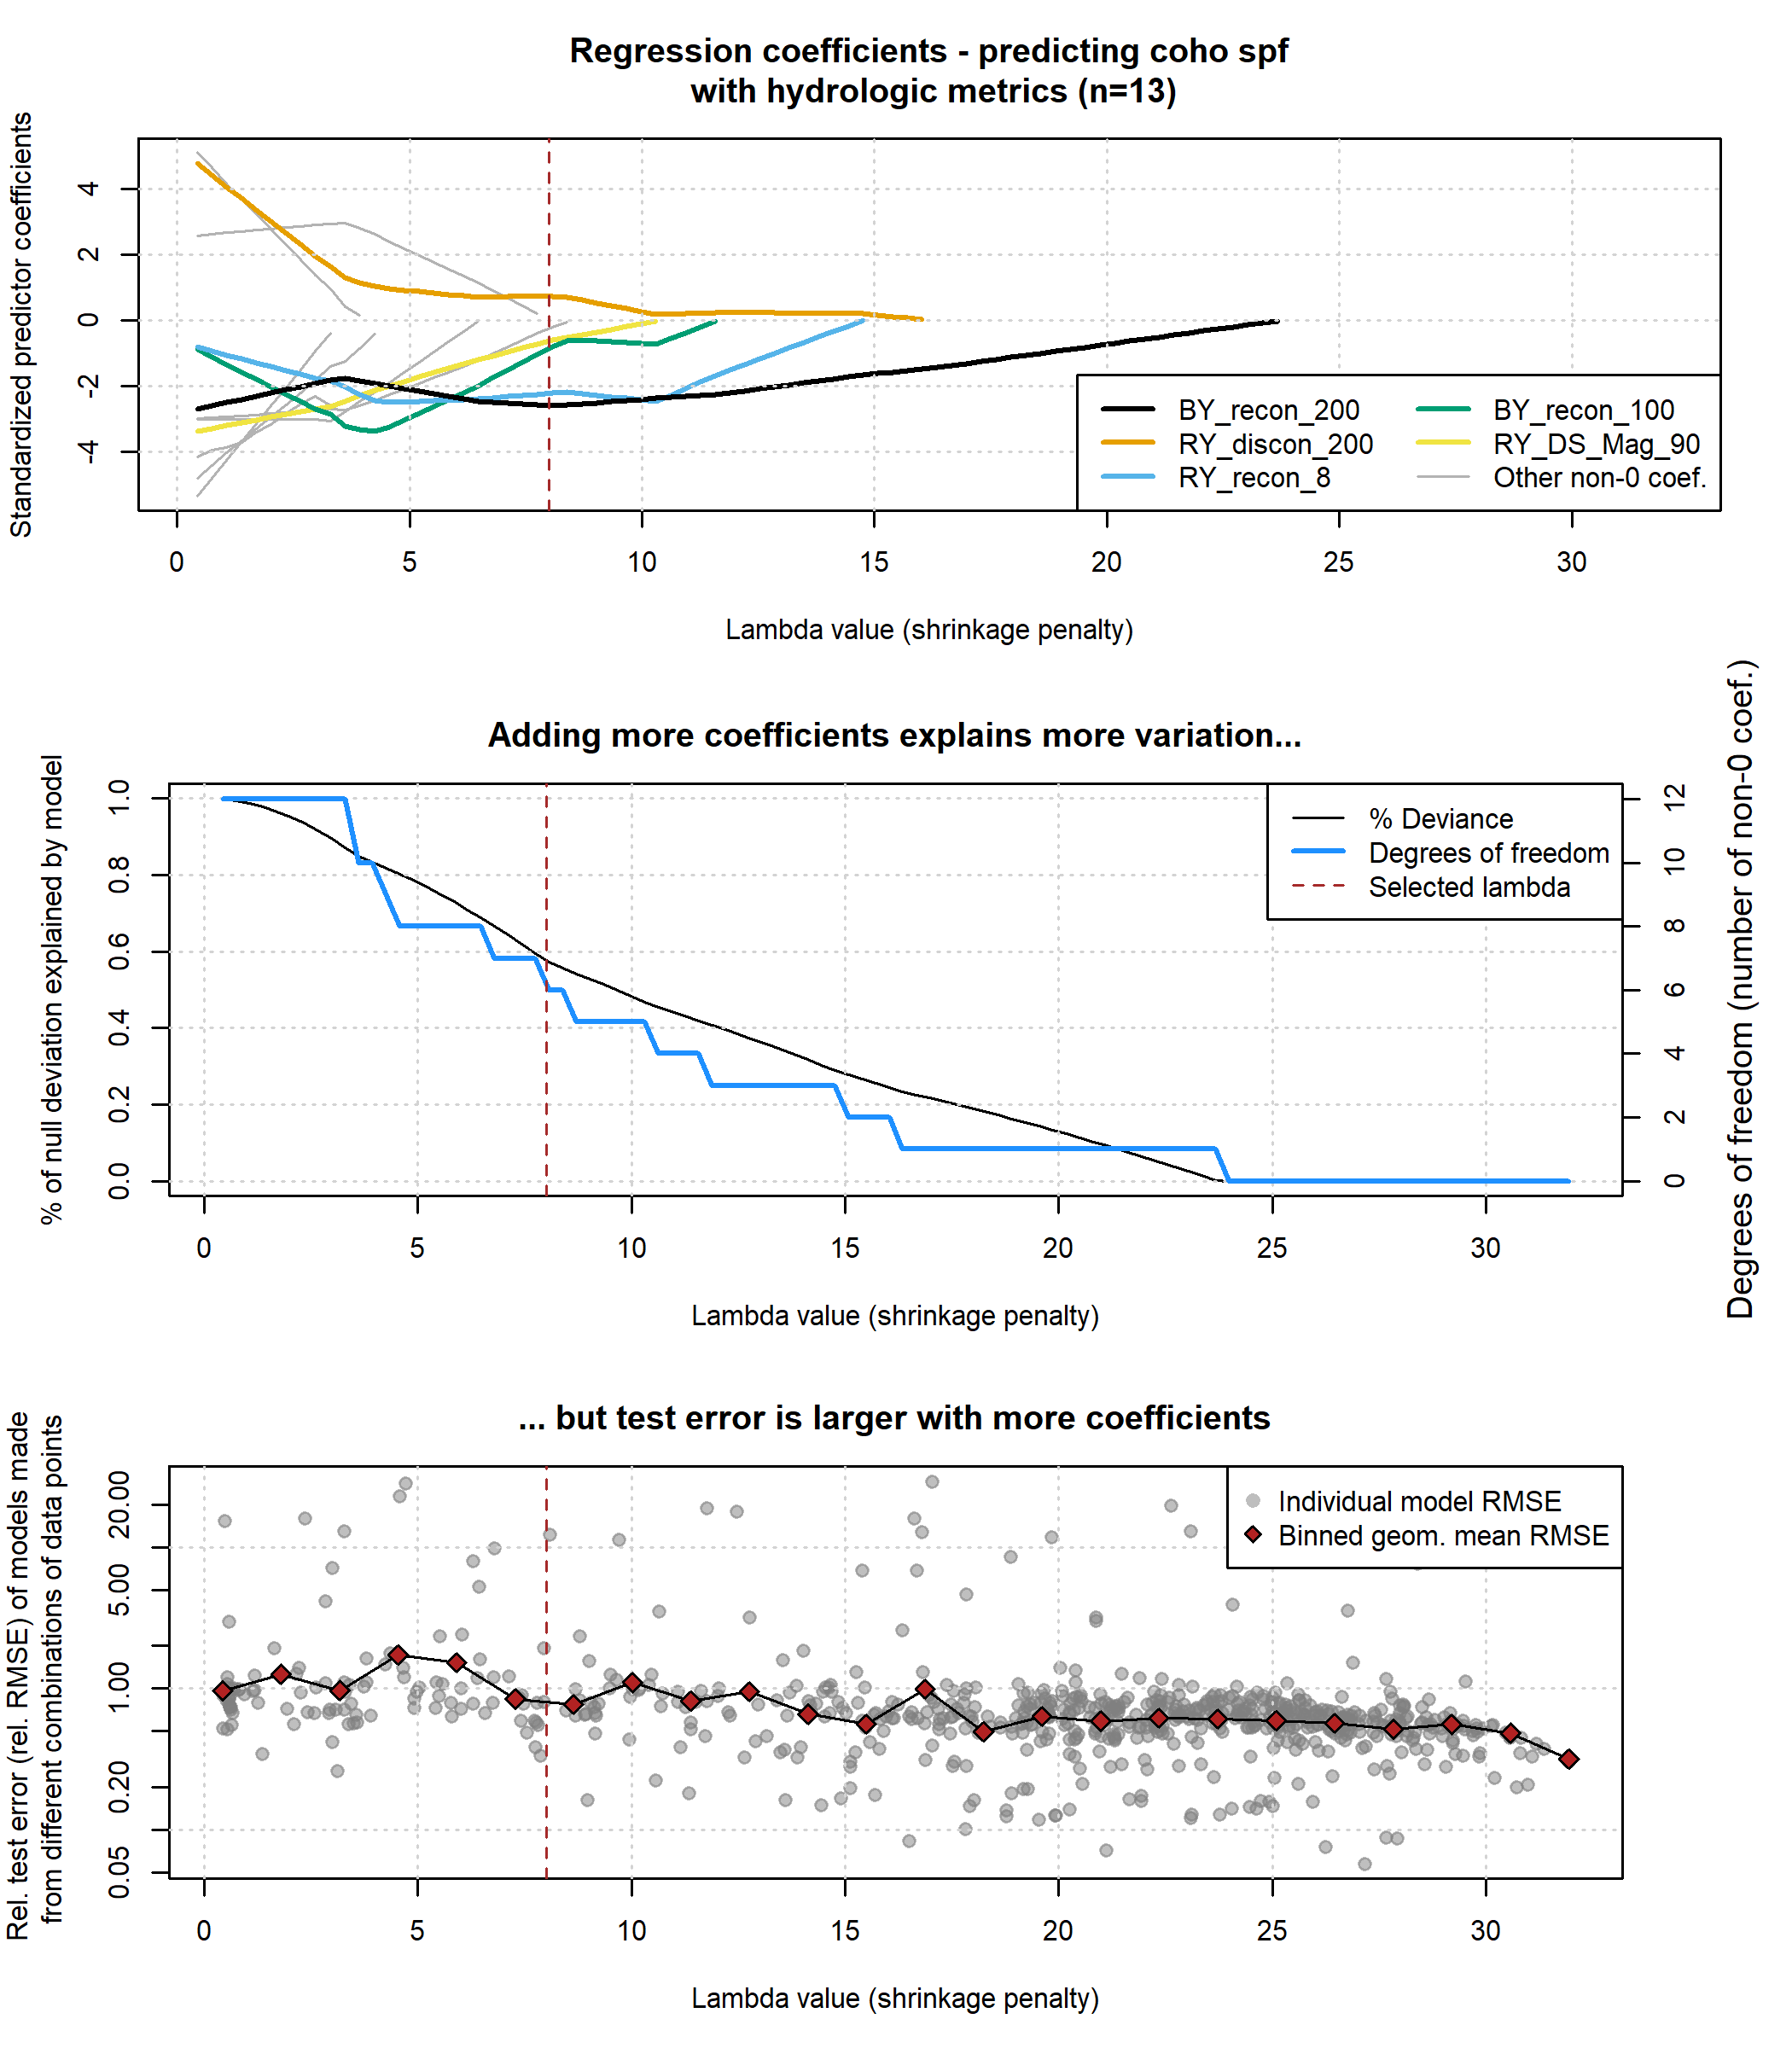 Regression coefficients - predicting coho spf
with hydrologic metrics (n=13)
Standardized predictor coefficients
4
2
0
-2
-4
BY_recon_200
RY_discon_200
RY_recon_8
BY_recon_100
RY_DS_Mag_90
Other non-0 coef.
0 5 10 15 20 25 30
Lambda value (shrinkage penalty)
Adding more coefficients explains more variation...
% of null deviation explained by model
1.0
0.8
0.6
0.4
0.2
0.0
% Deviance
Degrees of freedom
Selected lambda
12
10
8
6
4
2
0
Degrees of freedom (number of non-0 coef.)
0 5 10 15 20 25 30
Lambda value (shrinkage penalty)
... but test error is larger with more coefficients
Rel. test error (rel. RMSE) of models made
from different combinations of data points
20.00
5.00
1.00
0.20
0.05
Individual model RMSE
Binned geom. mean RMSE
0 5 10 15 20 25 30
Lambda value (shrinkage penalty)